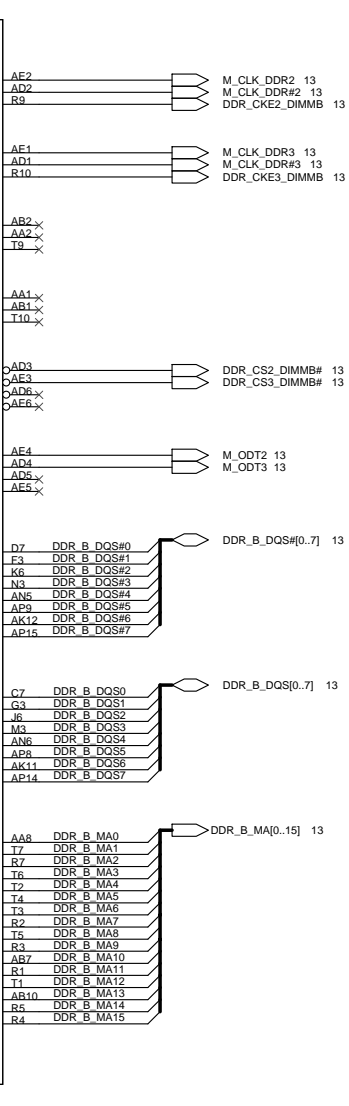 AE2 M_CLK_DDR2 13
AD2 M_CLK_DDR#2 13
R9 DDR_CKE2_DIMMB 13
AE1 M_CLK_DDR3 13
AD1 M_CLK_DDR#3 13
R10 DDR_CKE3_DIMMB 13
AB2
AA2
T9
AA1
AB1
T10
AD3 DDR_CS2_DIMMB# 13
AE3 DDR_CS3_DIMMB# 13
AD6
AE6
AE4 M_ODT2 13
AD4 M_ODT3 13
AD5
AE5
DDR_B_DQS#[0..7] 13
D7 DDR_B_DQS#0
F3 DDR_B_DQS#1
K6 DDR_B_DQS#2
N3 DDR_B_DQS#3
AN5 DDR_B_DQS#4
AP9 DDR_B_DQS#5
AK12 DDR_B_DQS#6
AP15 DDR_B_DQS#7
DDR_B_DQS[0..7] 13
C7 DDR_B_DQS0
G3 DDR_B_DQS1
J6 DDR_B_DQS2
M3 DDR_B_DQS3
AN6 DDR_B_DQS4
AP8 DDR_B_DQS5
AK11 DDR_B_DQS6
AP14 DDR_B_DQS7
DDR_B_MA[0..15] 13
AA8 DDR_B_MA0
T7 DDR_B_MA1
R7 DDR_B_MA2
T6 DDR_B_MA3
T2 DDR_B_MA4
T4 DDR_B_MA5
T3 DDR_B_MA6
R2 DDR_B_MA7
T5 DDR_B_MA8
R3 DDR_B_MA9
AB7 DDR_B_MA10
R1 DDR_B_MA11
T1 DDR_B_MA12
AB10 DDR_B_MA13
R5 DDR_B_MA14
R4 DDR_B_MA15